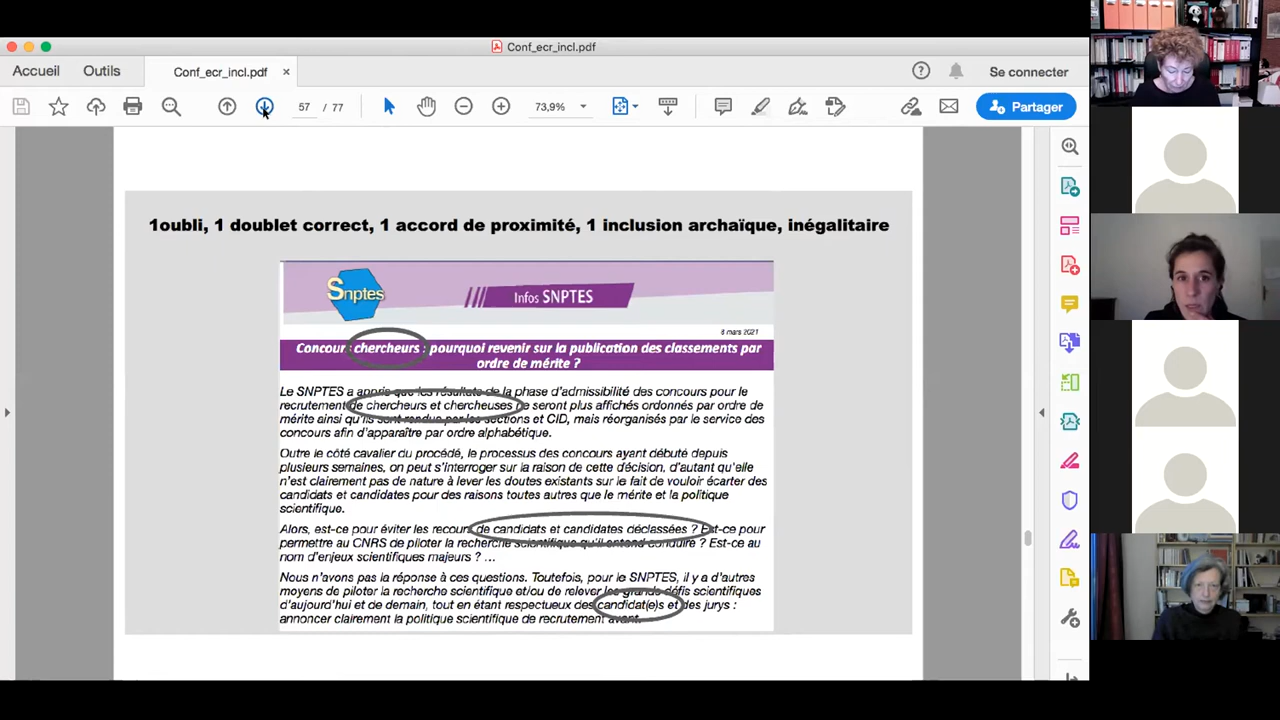 Conf_ecr_incl.pdf
Accueil Outils Conf_ecr_incl.pdf × Se connecter
57 / 77 73,9% Partager
1oubli, 1 doublet correct, 1 accord de proximité, 1 inclusion archaïque, inégalitaire
Snptes
Infos SNPTES
8 mars 2021
Concours chercheurs : pourquoi revenir sur la publication des classements par
ordre de mérite ?
Le SNPTES a appris que les résultats de la phase d'admissibilité des concours pour le
recrutement de chercheurs et chercheuses ne seront plus affichés ordonnés par ordre de
mérite ainsi qu'ils sont rendus par les sections et CID, mais réorganisés par le service des
concours afin d'apparaître par ordre alphabétique.
Outre le côté cavalier du procédé, le processus des concours ayant débuté depuis
plusieurs semaines, on peut s'interroger sur la raison de cette décision, d'autant qu'elle
n'est clairement pas de nature à lever les doutes existants sur le fait de vouloir écarter des
candidats et candidates pour des raisons toutes autres que le mérite et la politique
scientifique.
Alors, est-ce pour éviter les recours de candidats et candidates déclassées ? Est-ce pour
permettre au CNRS de piloter la recherche scientifique qu'il entend conduire ? Est-ce au
nom d'enjeux scientifiques majeurs ? …
Nous n'avons pas la réponse à ces questions. Toutefois, pour le SNPTES, il y a d'autres
moyens de piloter la recherche scientifique et/ou de relever les grands défis scientifiques
d'aujourd'hui et de demain, tout en étant respectueux des candidat(e)s et des jurys :
annoncer clairement la politique scientifique de recrutement avant.